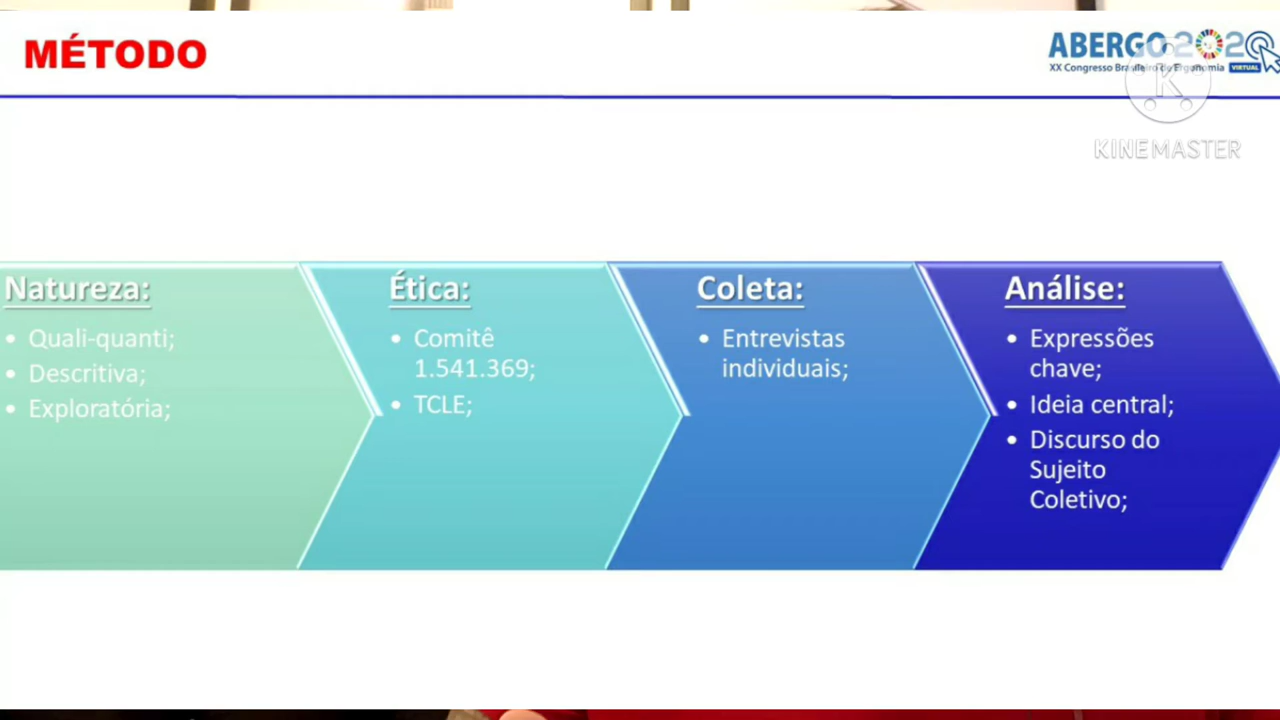 MÉTODO
ABERGO 2020
XX Congresso Brasileiro de Ergonomia VIRTUAL
KINEMASTER
Natureza:
• Quali-quanti;
• Descritiva;
• Exploratória;
Ética:
• Comitê
1.541.369;
• TCLE;
Coleta:
• Entrevistas
individuais;
Análise:
• Expressões
chave;
• Ideia central;
• Discurso do
Sujeito
Coletivo;